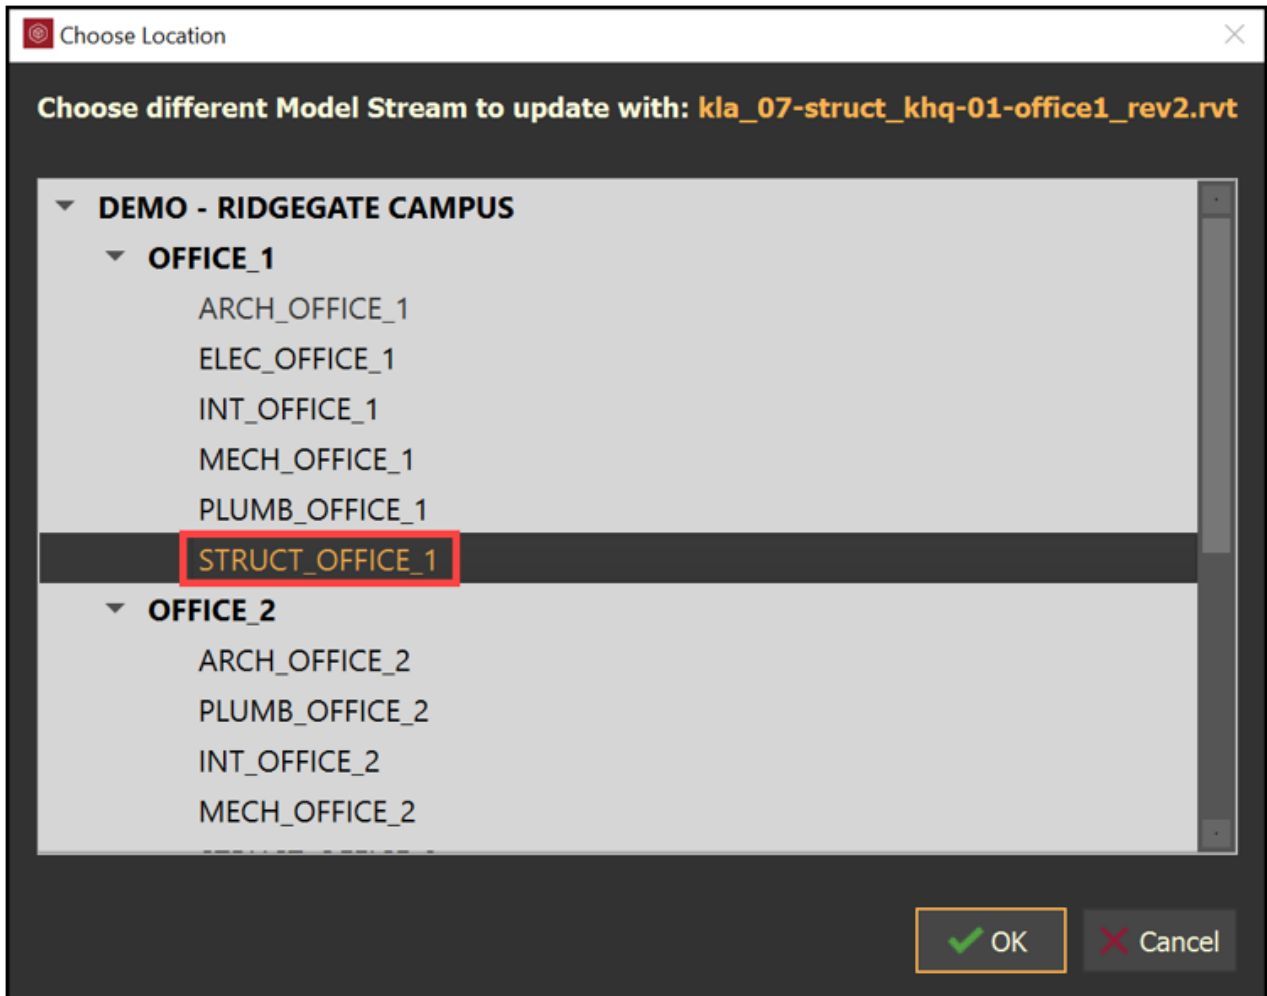 Choose Location
Choose different Model Stream to update with: kla_07-struct_khq-01-office1_rev2.rvt
DEMO - RIDGEGATE CAMPUS
OFFICE_1
ARCH_OFFICE_1
ELEC_OFFICE_1
INT_OFFICE_1
MECH_OFFICE_1
PLUMB_OFFICE_1
STRUCT_OFFICE_1
OFFICE_2
ARCH_OFFICE_2
PLUMB_OFFICE_2
INT_OFFICE_2
MECH_OFFICE_2
OK
Cancel